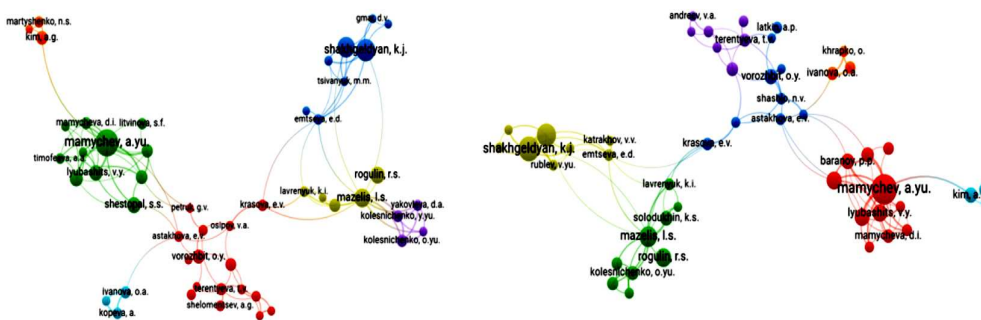 martyshenko, n.s.
kim, a.g.
gmar, d.v.
shakhgeldyan, k.j.
tsivanyuk, m.m.
emtseva, e.d.
mamycheva, d.i.
litvinova, s.f.
mamychev, a.yu.
timofeeva, a.a
lyubashits, v.y.
shestopal, s.s.
rogulin, r.s.
lavrenyuk, k.i.
mazelis, l.s.
yakovleva, d.a.
kolesnichenko, v.yu.
kolesnichenko, o.yu.
petruk, g.v.
krasova, e.v.
osipov, v.a.
astakhova, e.v.
vorozhbit, o.y.
ivanova, o.a.
kopeva, a.
terentyeva, t.v.
shelomentsev, a.g.
andreev, v.a.
latkin, a.p.
terentyeva, t.v.
khrapko, o.
vorozhbit, o.y.
ivanova, o.a.
shashlo, n.v.
astakhova, e.v.
katrakhov, v.v.
krasova, e.v.
shakhgeldyan, k.j.
emtseva, e.d.
rublev, v.yu.
baranov, p.p.
lavrenyuk, k.i.
mamychev, a.yu.
kim, a.g.
solodukhin, k.s.
lyubashits, v.y.
mazelis, l.s.
mamycheva, d.i.
rogulin, r.s.
kolesnichenko, o.yu.